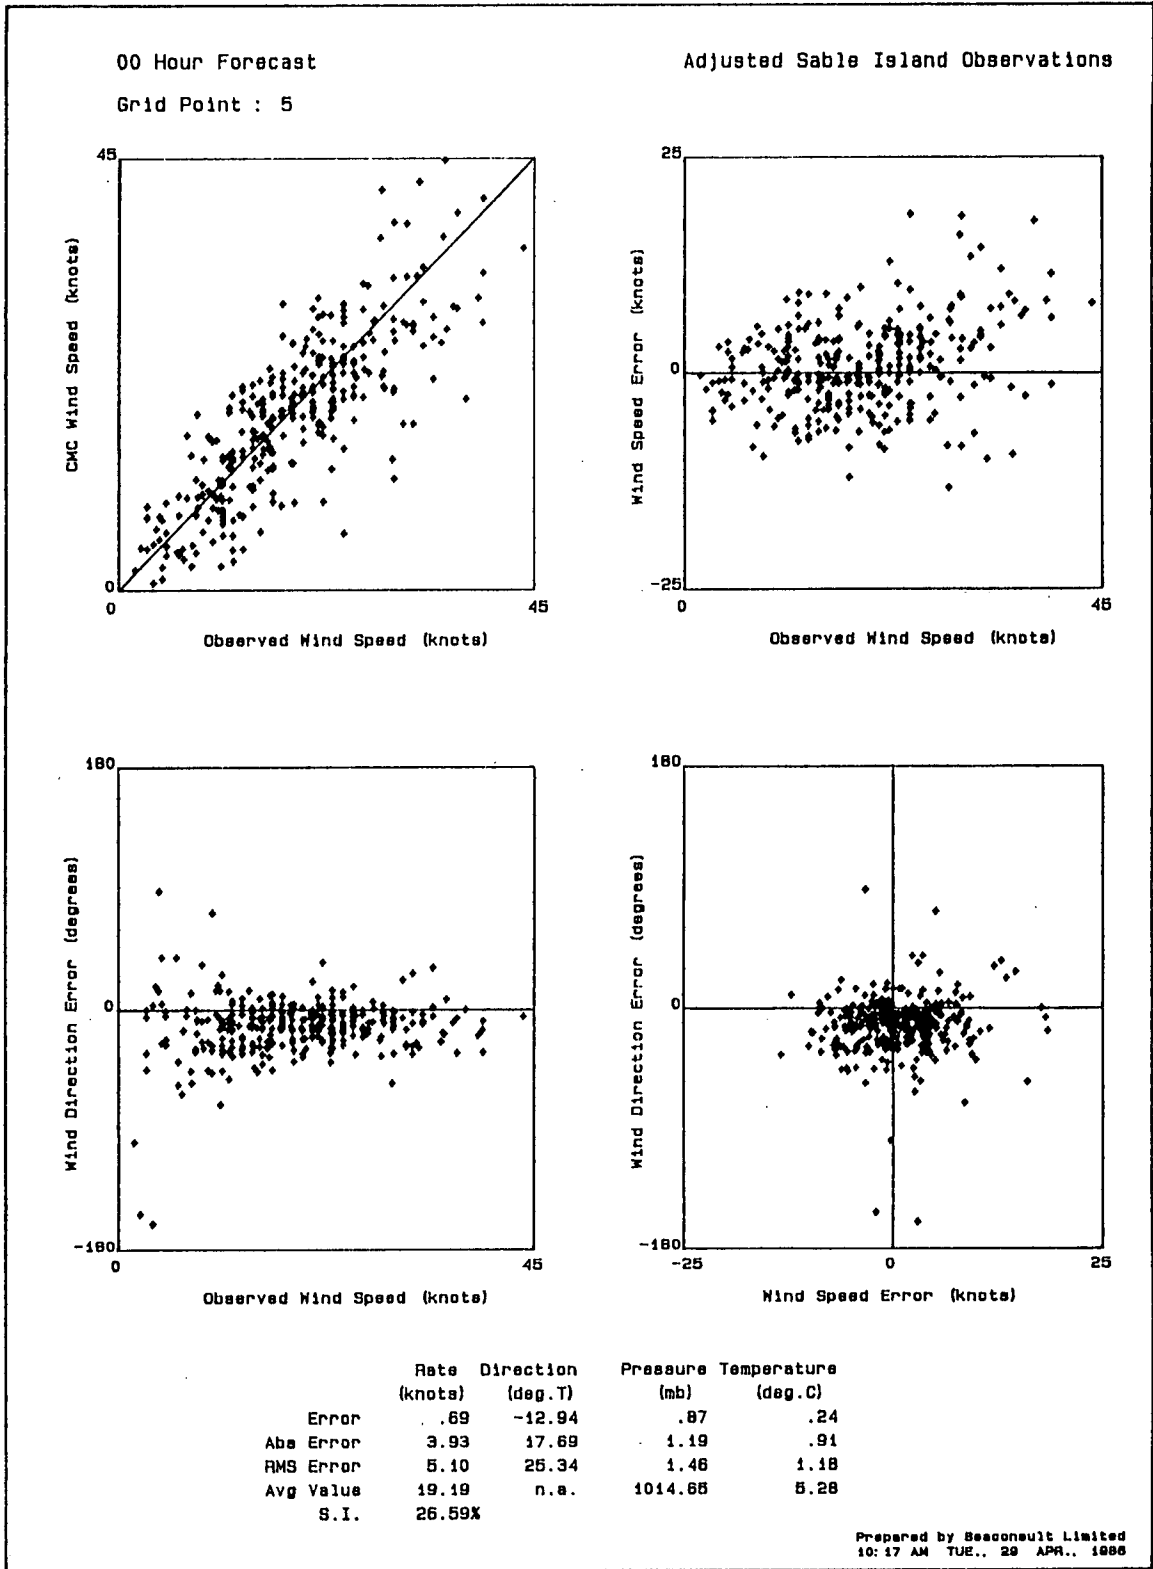 00 Hour Forecast
Adjusted Sable Island Observations
Grid Point : 5
45
CMC Wind Speed (knots)
0
0
45
Observed Wind Speed (knots)
25
Wind Speed Error (knots)
0
-25
0
45
Observed Wind Speed (knots)
180
Wind Direction Error (degrees)
0
-180
0
45
Observed Wind Speed (knots)
180
Wind Direction Error (degrees)
0
-180
-25
0
25
Wind Speed Error (knots)
Rate Direction Pressure Temperature
(knots) (deg.T) (mb) (deg.C)
Error .69 -12.94 .87 .24
Abs Error 3.93 17.69 1.19 .91
RMS Error 5.10 25.34 1.46 1.18
Avg Value 19.19 n.a. 1014.65 5.28
S.I. 26.59%
Prepared by Seaconsult Limited
10:17 AM TUE., 29 APR., 1986